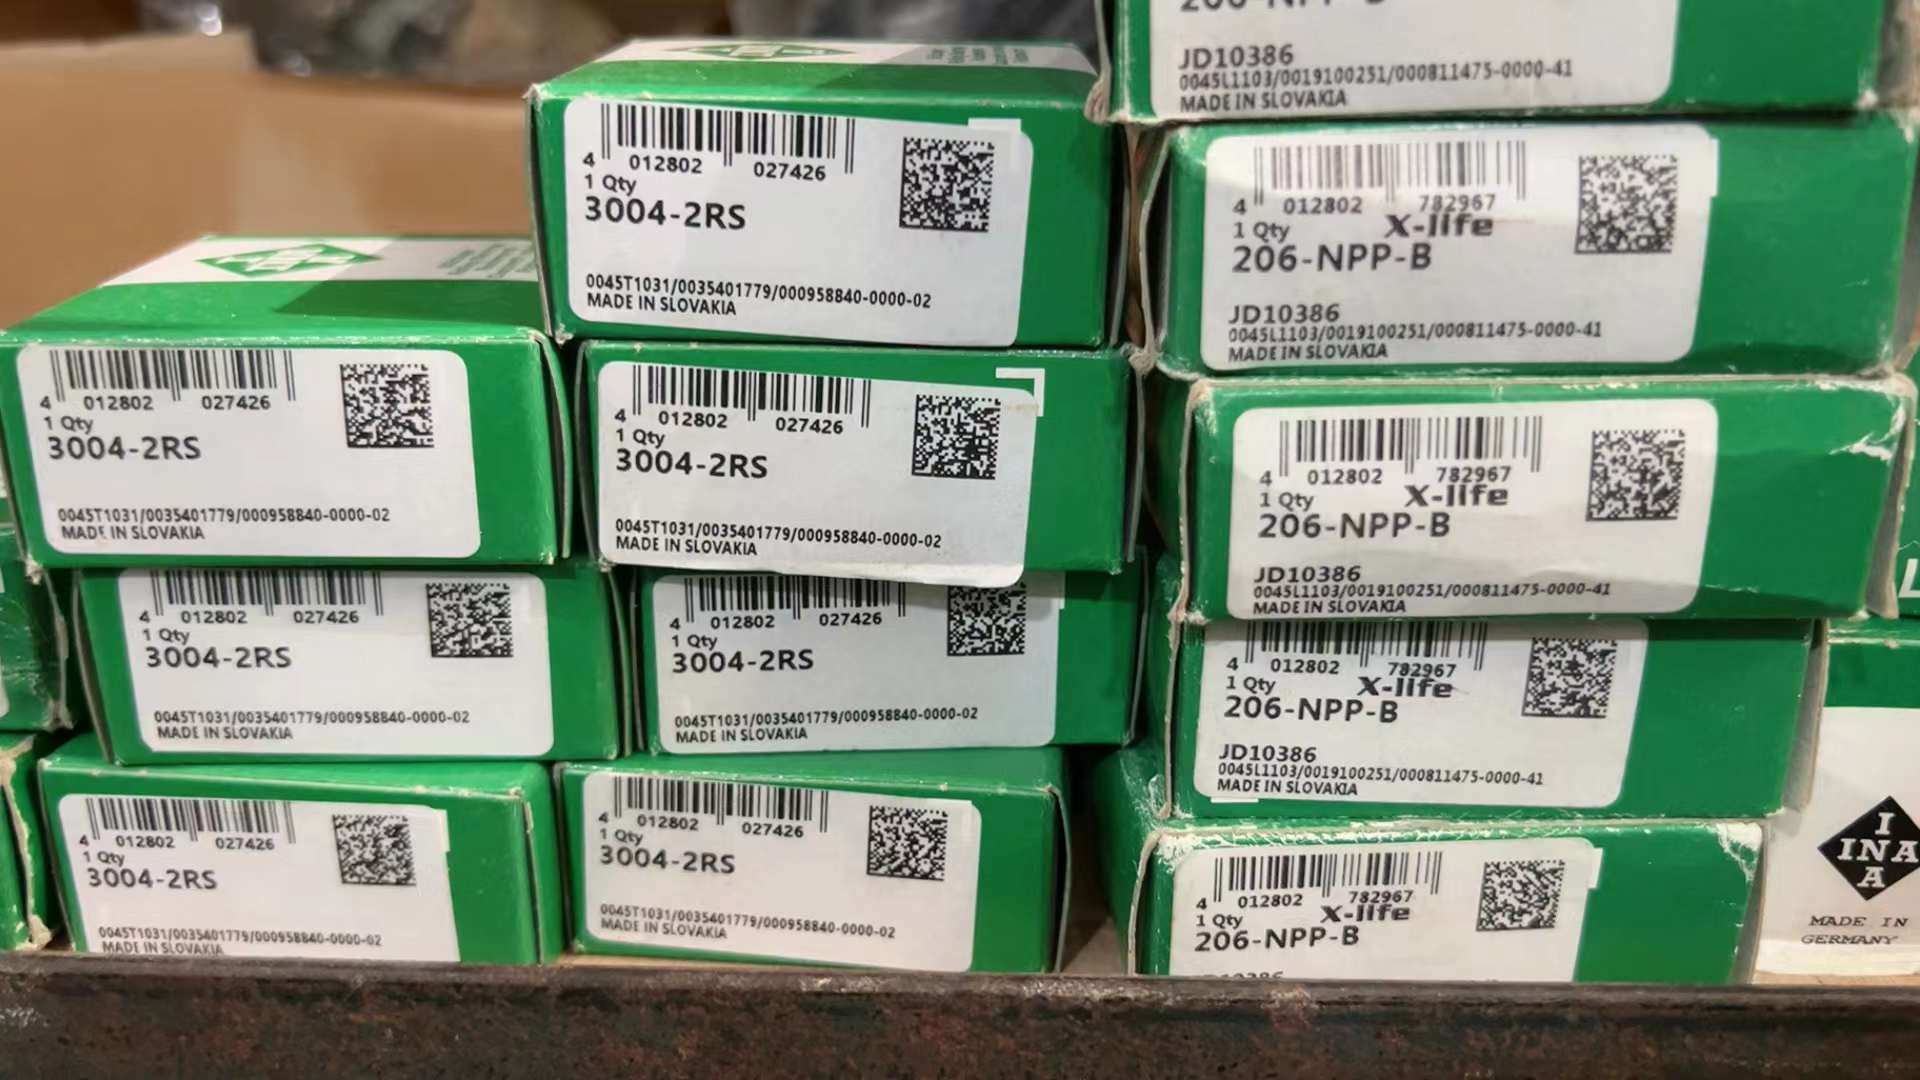 JD10386
0045L1103/0019100251/000811475-0000-41
MADE IN SLOVAKIA
4 012802 027426
1 Qty
3004-2RS
0045T1031/0035401779/000958840-0000-02
MADE IN SLOVAKIA
4 012802 782967
1 Qty X-life
206-NPP-B
JD10386
0045L1103/0019100251/000811475-0000-41
MADE IN SLOVAKIA
4 012802 027426
1 Qty
3004-2RS
0045T1031/0035401779/000958840-0000-02
MADE IN SLOVAKIA
4 012802 027426
1 Qty
3004-2RS
0045T1031/0035401779/000958840-0000-02
MADE IN SLOVAKIA
4 012802 782967
1 Qty X-life
206-NPP-B
JD10386
0045L1103/0019100251/000811475-0000-41
MADE IN SLOVAKIA
4 012802 027426
1 Qty
3004-2RS
0045T1031/0035401779/000958840-0000-02
MADE IN SLOVAKIA
4 012802 027426
1 Qty
3004-2RS
0045T1031/0035401779/000958840-0000-02
MADE IN SLOVAKIA
4 012802 782967
1 Qty X-life
206-NPP-B
JD10386
0045L1103/0019100251/000811475-0000-41
MADE IN SLOVAKIA
4 012802 027426
1 Qty
3004-2RS
0045T1031/0035401779/000958840-0000-02
MADE IN SLOVAKIA
4 012802 027426
1 Qty
3004-2RS
0045T1031/0035401779/000958840-0000-02
MADE IN SLOVAKIA
4 012802 782967
1 Qty X-life
206-NPP-B
I
INA
A
MADE IN
GERMANY